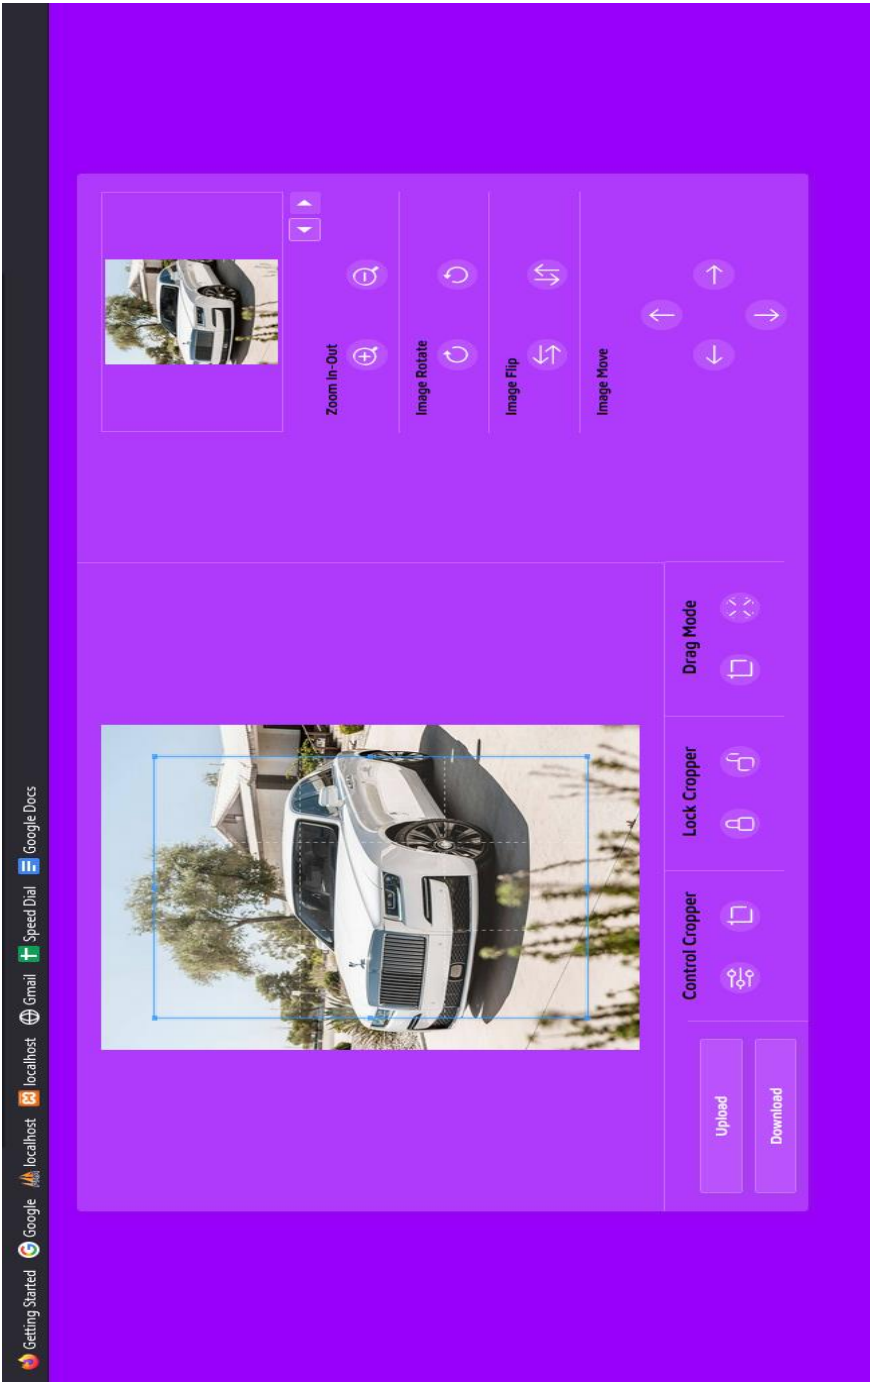 Getting Started Google localhost localhost Gmail Speed Dial Google Docs
Zoom In-Out
Image Rotate
Image Flip
Image Move
Upload
Download
Control Cropper
Lock Cropper
Drag Mode